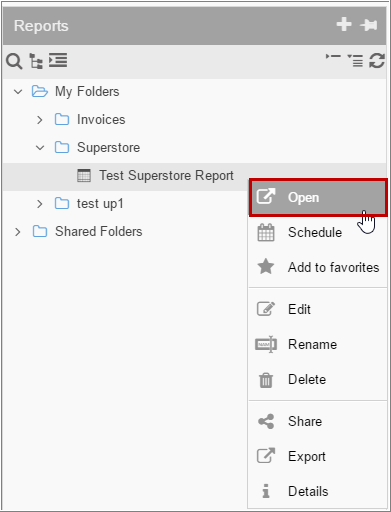 Reports
My Folders
Invoices
Superstore
Test Superstore Report
Open
test up1
Schedule
Shared Folders
Add to favorites
Edit
Rename
Delete
Share
Export
Details